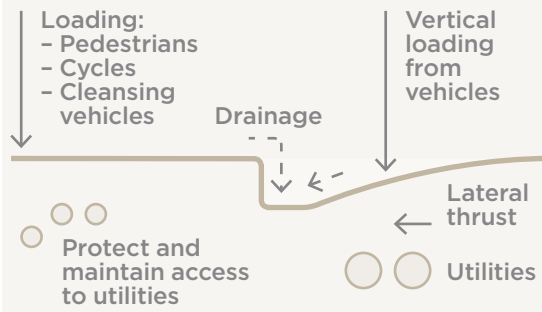 Loading:
– Pedestrians
– Cycles
– Cleansing
vehicles
Drainage
Vertical
loading
from
vehicles
Lateral
thrust
Protect and
maintain access
to utilities
Utilities